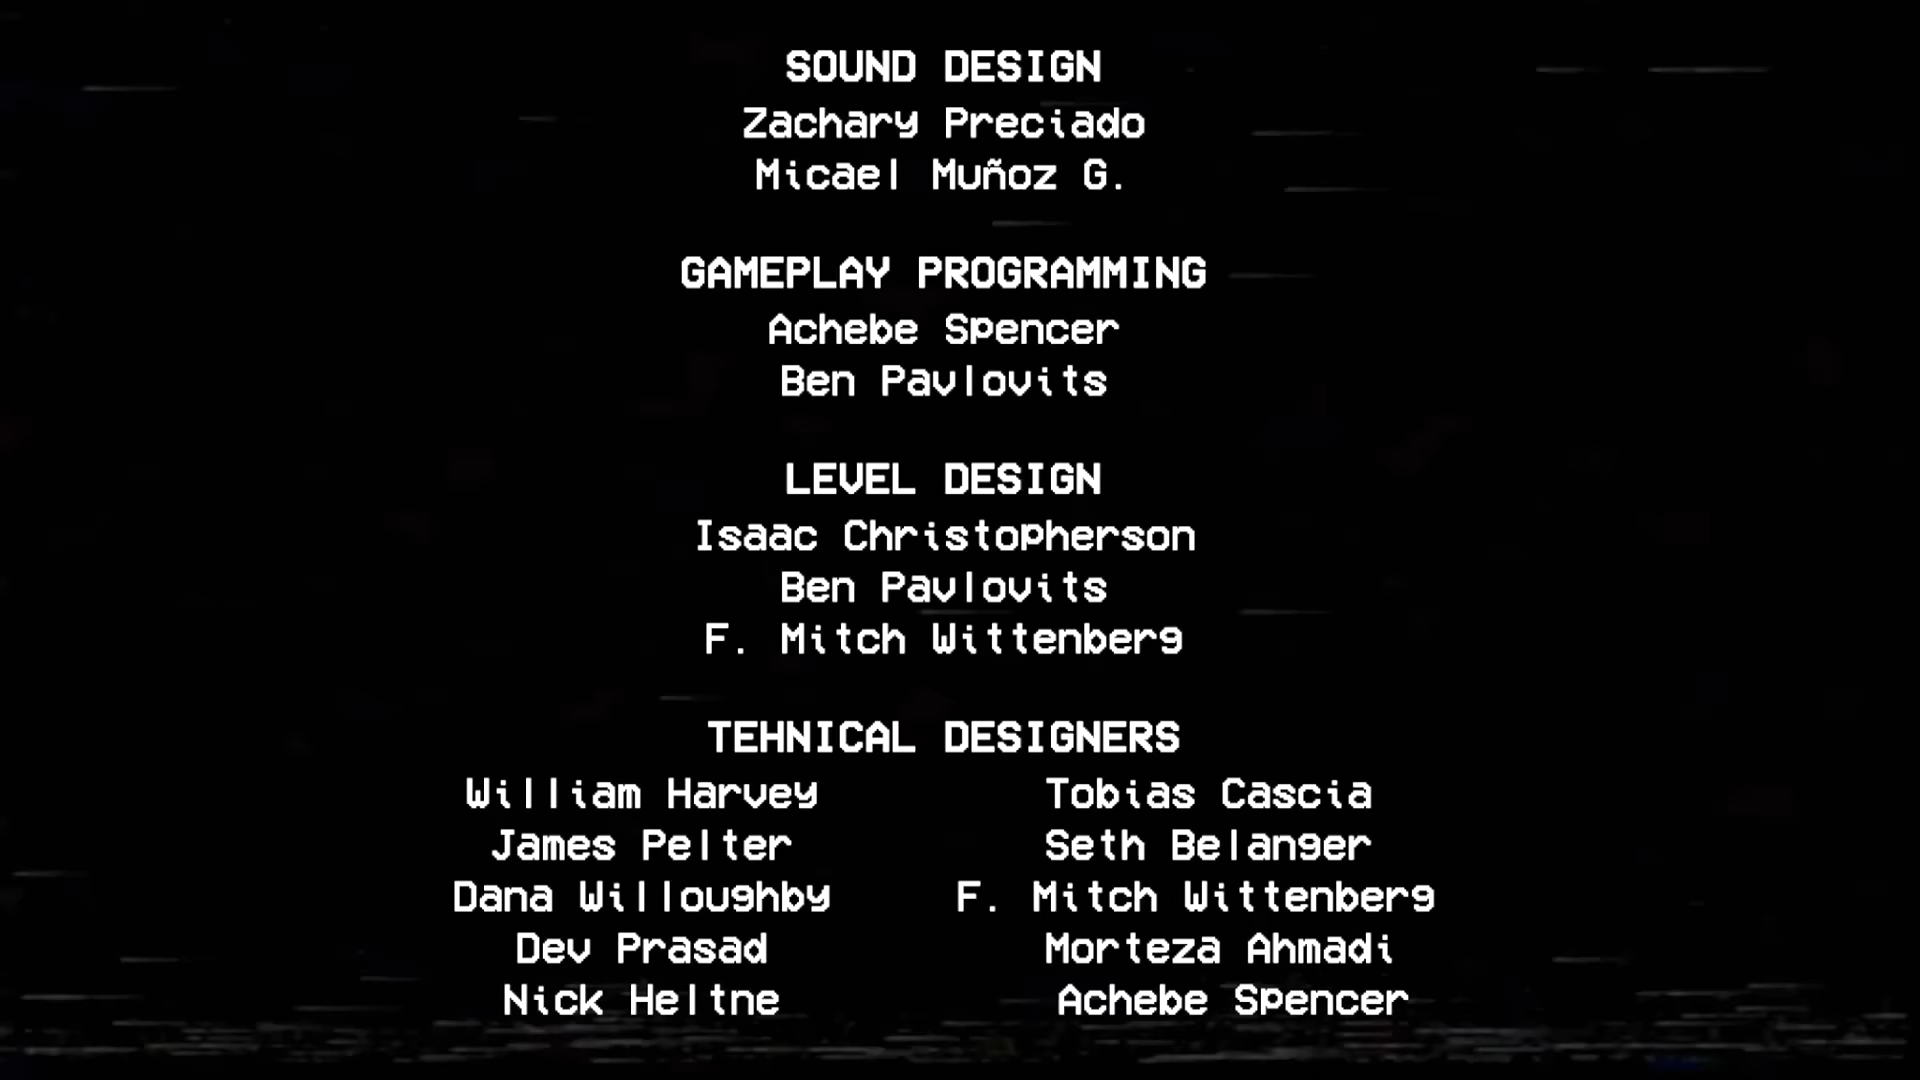 SOUND DESIGN
Zachary Preciado
Micael Muñoz G.
GAMEPLAY PROGRAMMING
Achebe Spencer
Ben Pavlovits
LEVEL DESIGN
Isaac Christopherson
Ben Pavlovits
F. Mitch Wittenberg
TEHNICAL DESIGNERS
William Harvey
James Pelter
Dana Willoughby
Dev Prasad
Nick Heltne
Tobias Cascia
Seth Belanger
F. Mitch Wittenberg
Morteza Ahmadi
Achebe Spencer